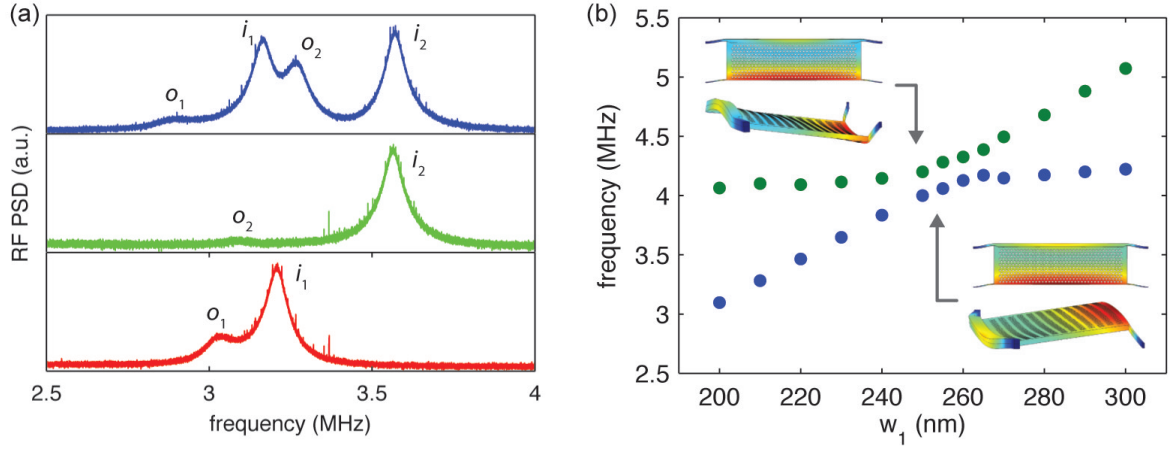 (a)
RF PSD (a.u.)
i₁
o₂
i₂
o₁
i₂
o₂
i₁
o₁
2.5 3 3.5 4
frequency (MHz)
(b)
frequency (MHz)
5.5
5
4.5
4
3.5
3
2.5
200 220 240 260 280 300
w₁ (nm)